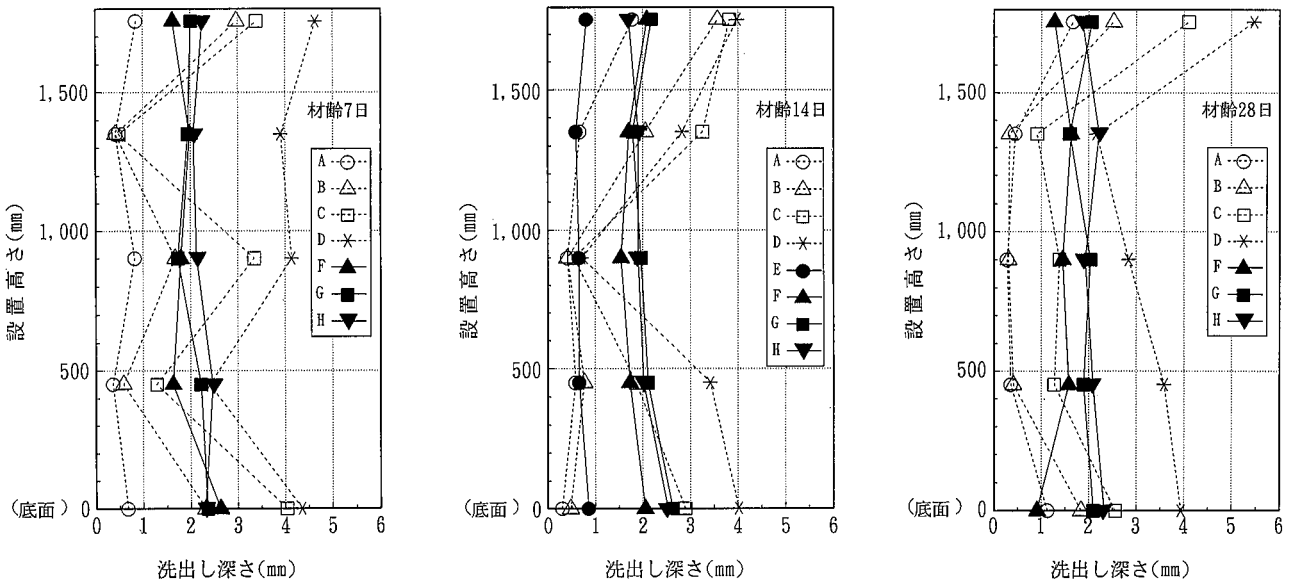 材齢7日
1,500
1,000
500
(底面) 0
0 1 2 3 4 5 6
設置高さ(mm)
洗出し深さ(mm)
A
B
C
D
F
G
H
材齢14日
1,500
1,000
500
(底面) 0
0 1 2 3 4 5 6
設置高さ(mm)
洗出し深さ(mm)
A
B
C
D
E
F
G
H
材齢28日
1,500
1,000
500
(底面) 0
0 1 2 3 4 5 6
設置高さ(mm)
洗出し深さ(mm)
A
B
C
D
F
G
H